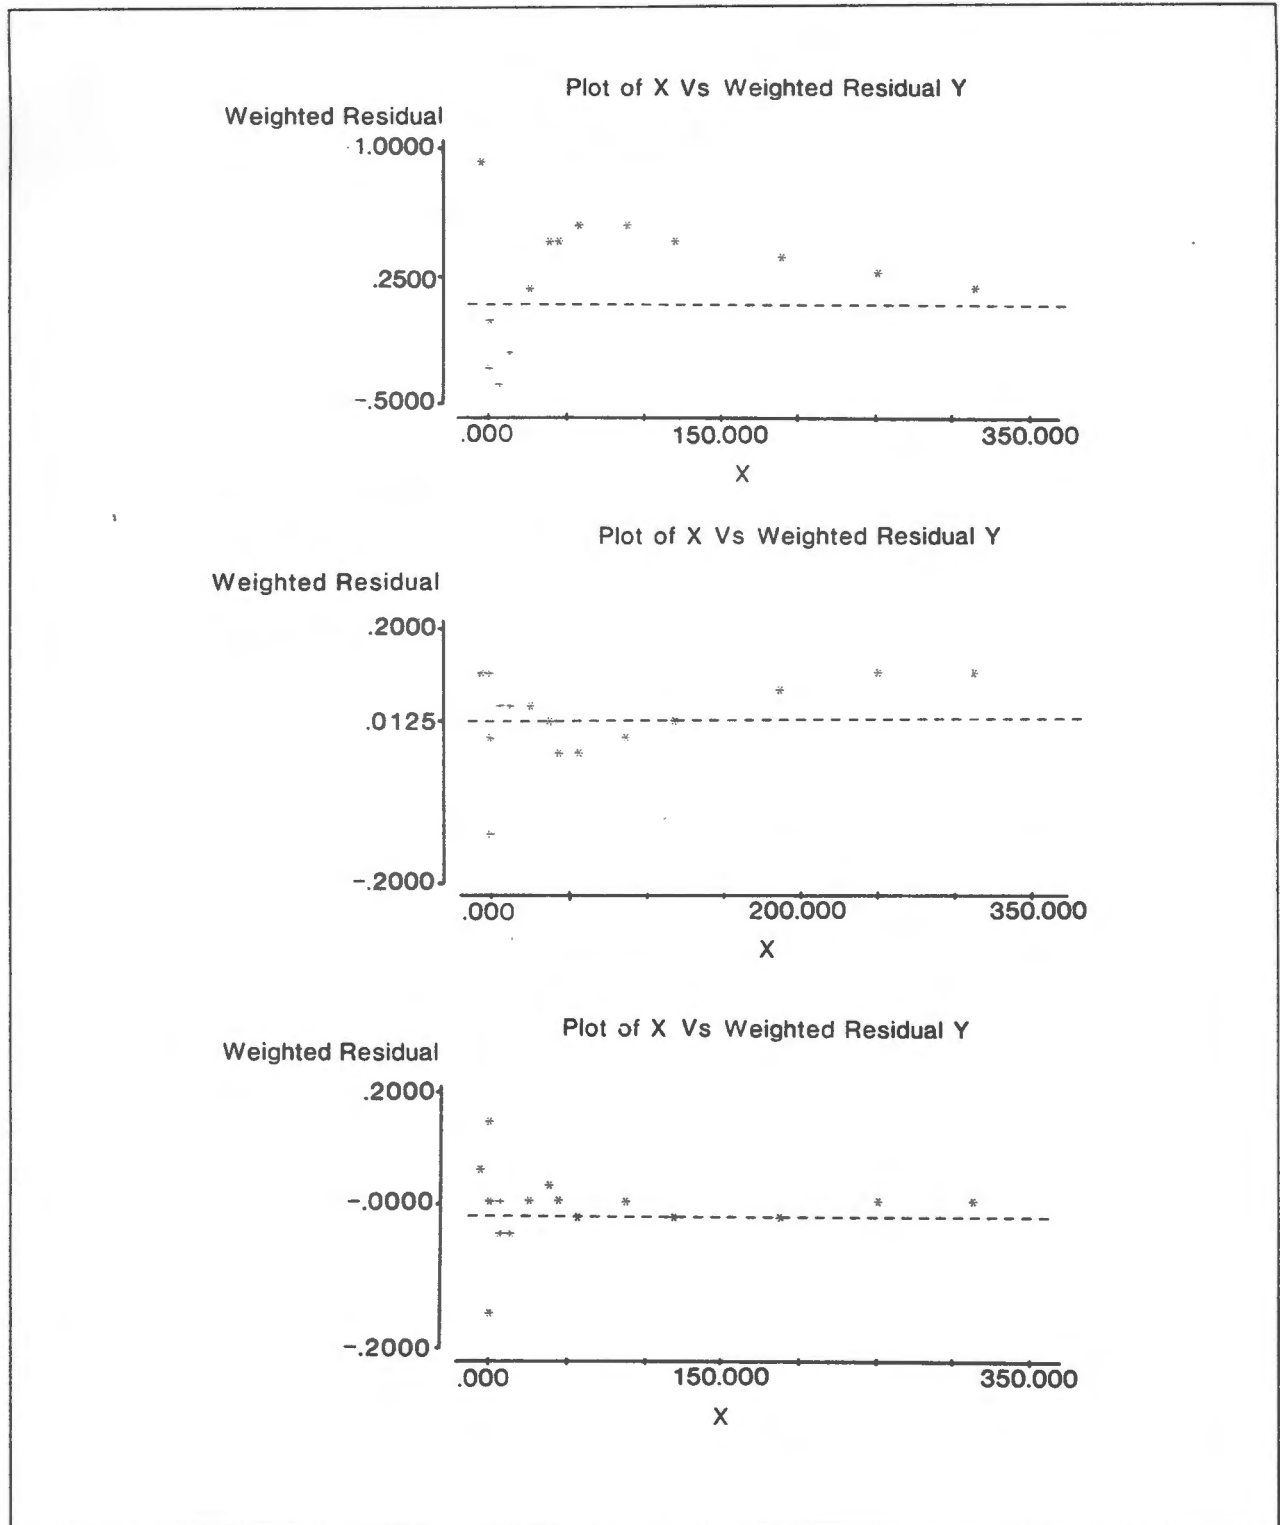 Plot of X Vs Weighted Residual Y
Weighted Residual
1.0000
.2500
-.5000
.000 150.000 350.000
X
Plot of X Vs Weighted Residual Y
Weighted Residual
.2000
.0125
-.2000
.000 200.000 350.000
X
Plot of X Vs Weighted Residual Y
Weighted Residual
.2000
-.0000
-.2000
.000 150.000 350.000
X